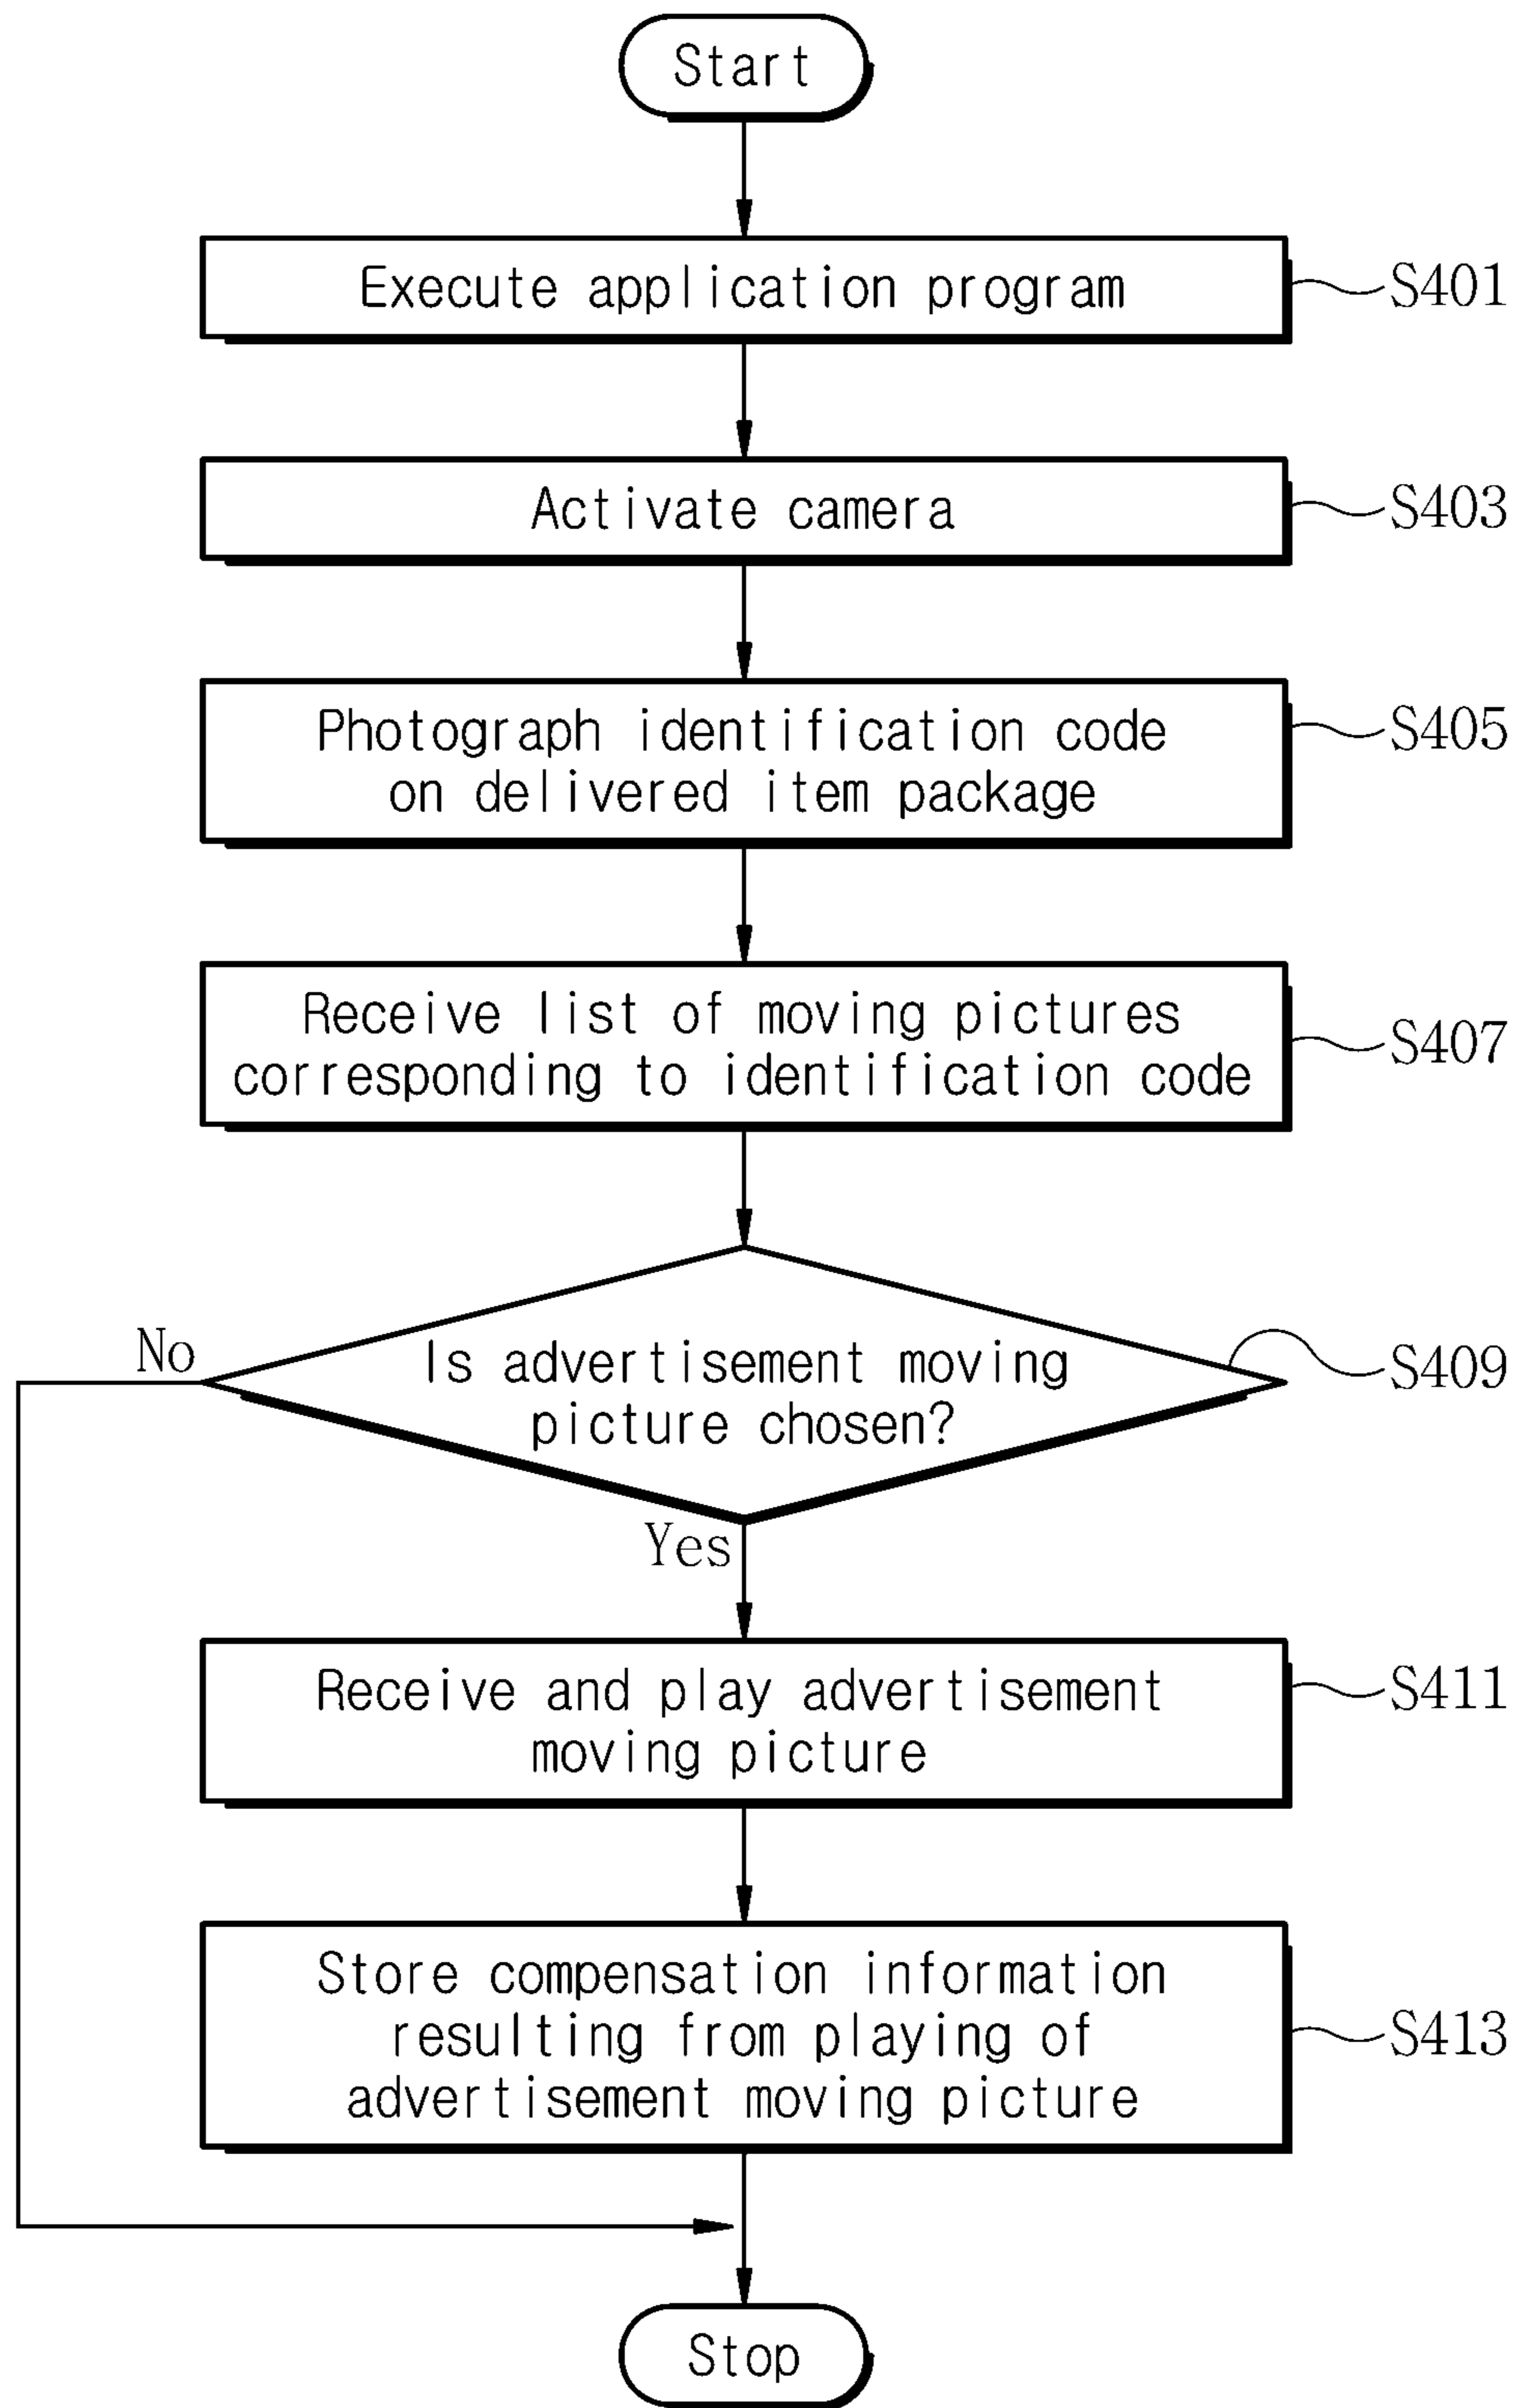 Start
Execute application program
S401
Activate camera
S403
Photograph identification code
on delivered item package
S405
Receive list of moving pictures
corresponding to identification code
S407
No
Is advertisement moving
picture chosen?
S409
Yes
Receive and play advertisement
moving picture
S411
Store compensation information
resulting from playing of
advertisement moving picture
S413
Stop